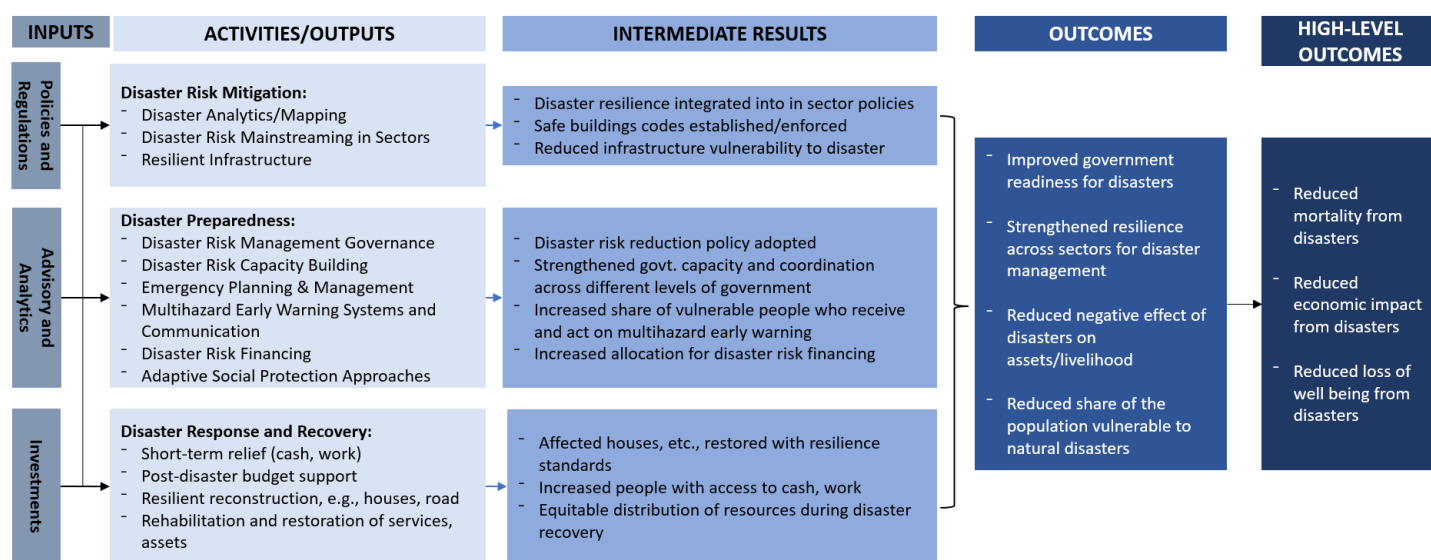 INPUTS
ACTIVITIES/OUTPUTS
INTERMEDIATE RESULTS
OUTCOMES
HIGH-LEVEL
OUTCOMES
Policies and
Regulations
Disaster Risk Mitigation:
- Disaster Analytics/Mapping
- Disaster Risk Mainstreaming in Sectors
- Resilient Infrastructure
- Disaster resilience integrated into in sector policies
- Safe buildings codes established/enforced
- Reduced infrastructure vulnerability to disaster
Advisory and
Analytics
Disaster Preparedness:
- Disaster Risk Management Governance
- Disaster Risk Capacity Building
- Emergency Planning & Management
- Multihazard Early Warning Systems and
Communication
- Disaster Risk Financing
- Adaptive Social Protection Approaches
- Disaster risk reduction policy adopted
- Strengthened govt. capacity and coordination
across different levels of government
- Increased share of vulnerable people who receive
and act on multihazard early warning
- Increased allocation for disaster risk financing
Investments
Disaster Response and Recovery:
- Short-term relief (cash, work)
- Post-disaster budget support
- Resilient reconstruction, e.g., houses, road
- Rehabilitation and restoration of services,
assets
- Affected houses, etc., restored with resilience
standards
- Increased people with access to cash, work
- Equitable distribution of resources during disaster
recovery
- Improved government
readiness for disasters
- Strengthened resilience
across sectors for disaster
management
- Reduced negative effect of
disasters on
assets/livelihood
- Reduced share of the
population vulnerable to
natural disasters
- Reduced
mortality from
disasters
- Reduced
economic impact
from disasters
- Reduced loss of
well being from
disasters